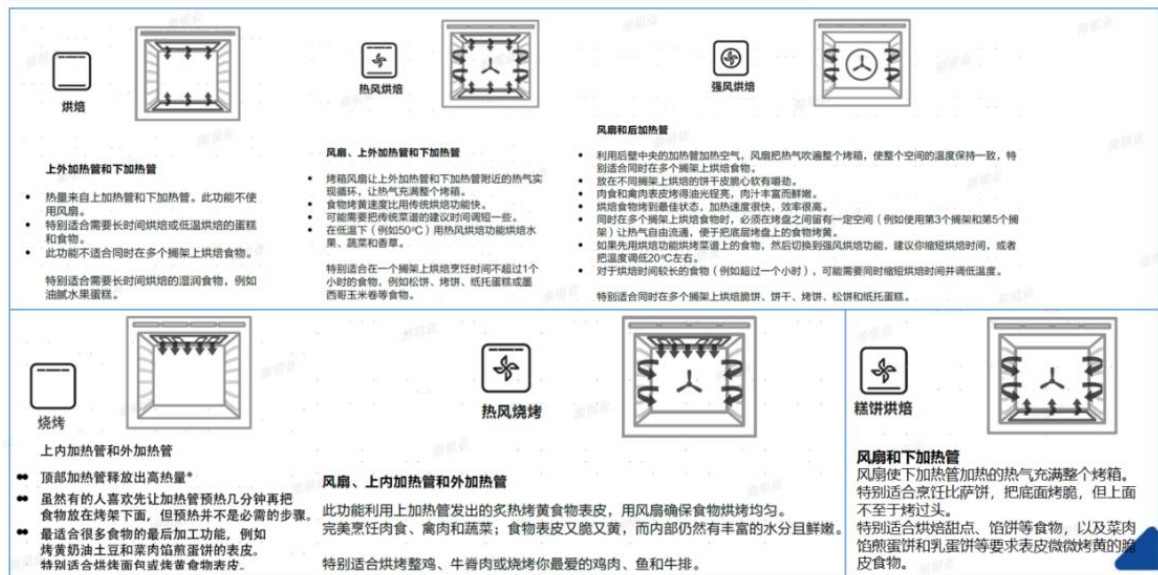 烘焙
上外加热管和下加热管
• 热量来自上加热管和下加热管。此功能不使
用风扇。
• 特别适合需要长时间烘焙或低温烘焙的蛋糕
和食物。
• 此功能不适合同时在多个搁架上烘焙食物。
特别适合需要长时间烘焙的湿润食物，例如
油腻水果蛋糕。
热风烘焙
风扇、上外加热管和下加热管
• 烤箱风扇让上外加热管和下加热管附近的热气实
现循环，让热气充满整个烤箱。
• 食物烤黄速度比用传统烘焙功能快。
• 可能需要把传统菜谱的建议时间调短一些。
• 在低温下（例如50°C）用热风烘焙功能烘焙水
果、蔬菜和香草。
特别适合在一个搁架上烘焙烹饪时间不超过1个
小时的食物，例如松饼、烤饼、纸托蛋糕或墨
西哥玉米卷等食物。
强风烘焙
风扇和后加热管
• 利用后壁中央的加热管加热空气，风扇把热气吹遍整个烤箱，使整个空间的温度保持一致，特
别适合同时在多个搁架上烘焙食物。
• 放在不同搁架上烘焙的饼干皮脆心软有嚼劲。
• 肉食和禽肉表皮烤得油光锃亮，肉汁丰富而鲜嫩。
• 烘焙食物烤到最佳状态，加热速度很快，效率很高。
• 同时在多个搁架上烘焙食物时，必须在烤盘之间留有一定空间（例如使用第3个搁架和第5个搁
架）让热气自由流通，便于把底层烤盘上的食物烤黄。
• 如果先用烘焙功能烘烤菜谱上的食物，然后切换到强风烘焙功能，建议你缩短烘焙时间，或者
把温度调低20°C左右。
• 对于烘焙时间较长的食物（例如超过一个小时），可能需要同时缩短烘焙时间并调低温度。
特别适合同时在多个搁架上烘焙脆饼、饼干、烤饼、松饼和纸托蛋糕。
烧烤
上内加热管和外加热管
•• 顶部加热管释放出高热量*
•• 虽然有的人喜欢先让加热管预热几分钟再把
食物放在烤架下面，但预热并不是必需的步骤。
•• 最适合很多食物的最后加工功能，例如
烤黄奶油土豆和菜肉馅煎蛋饼的表皮。
特别适合烘烤面包或烤黄食物表皮。
热风烧烤
风扇、上内加热管和外加热管
此功能利用上加热管发出的炙热烤黄食物表皮，用风扇确保食物烘烤均匀。
完美烹饪肉食、禽肉和蔬菜；食物表皮又脆又黄，而内部仍然有丰富的水分且鲜嫩。
特别适合烘烤整鸡、牛脊肉或烧烤你最爱的鸡肉、鱼和牛排。
糕饼烘焙
风扇和下加热管
风扇使下加热管加热的热气充满整个烤箱。
特别适合烹饪比萨饼，把底面烤脆，但上面
不至于烤过头。
特别适合烘焙甜点、馅饼等食物，以及菜肉
馅煎蛋饼和乳蛋饼等要求表皮微微烤黄的脆
皮食物。